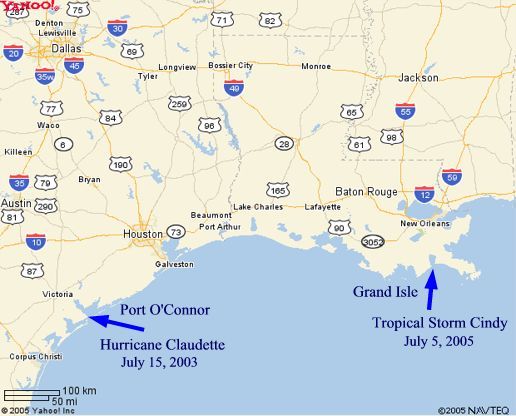 YAHOO!
287
75
Denton
Lewisville
30
71
82
Dallas
20
45
35W
Longview
Bossier City
Monroe
Tyler
Jackson
49
77
259
55
Waco
84
96
65
61
98
Killeen
6
28
190
35
79
Bryan
165
Baton Rouge
59
12
Austin
290
81
Beaumont
Lake Charles
Lafayette
73
Port Arthur
90
New Orleans
Houston
10
3052
Galveston
87
Victoria
Grand Isle
Port O'Connor
Tropical Storm Cindy
July 5, 2005
Hurricane Claudette
July 15, 2003
Corpus Christi
100 km
50 mi
© 2005 Yahoo! Inc
©2005 NAVTEQ